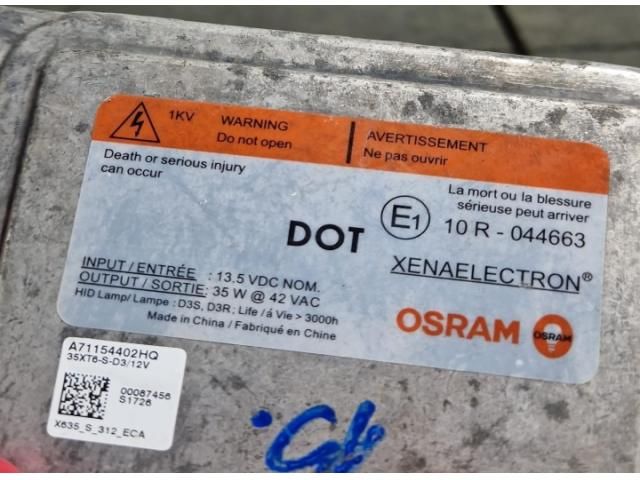 1KV WARNING
Do not open
AVERTISSEMENT
Ne pas ouvrir
Death or serious injury
can occur
La mort ou la blessure
sérieuse peut arriver
DOT
E1 10 R - 044663
INPUT / ENTRÉE : 13.5 VDC NOM.
OUTPUT / SORTIE: 35 W @ 42 VAC
HID Lamp/ Lampe : D3S, D3R; Life / á Vie > 3000h
Made in China / Fabriqué en Chine
XENAELECTRON®
OSRAM OSRAM
A71154402HQ
35XT6-S-D3/12V
00087456
S1726
X635_S_312_ECA